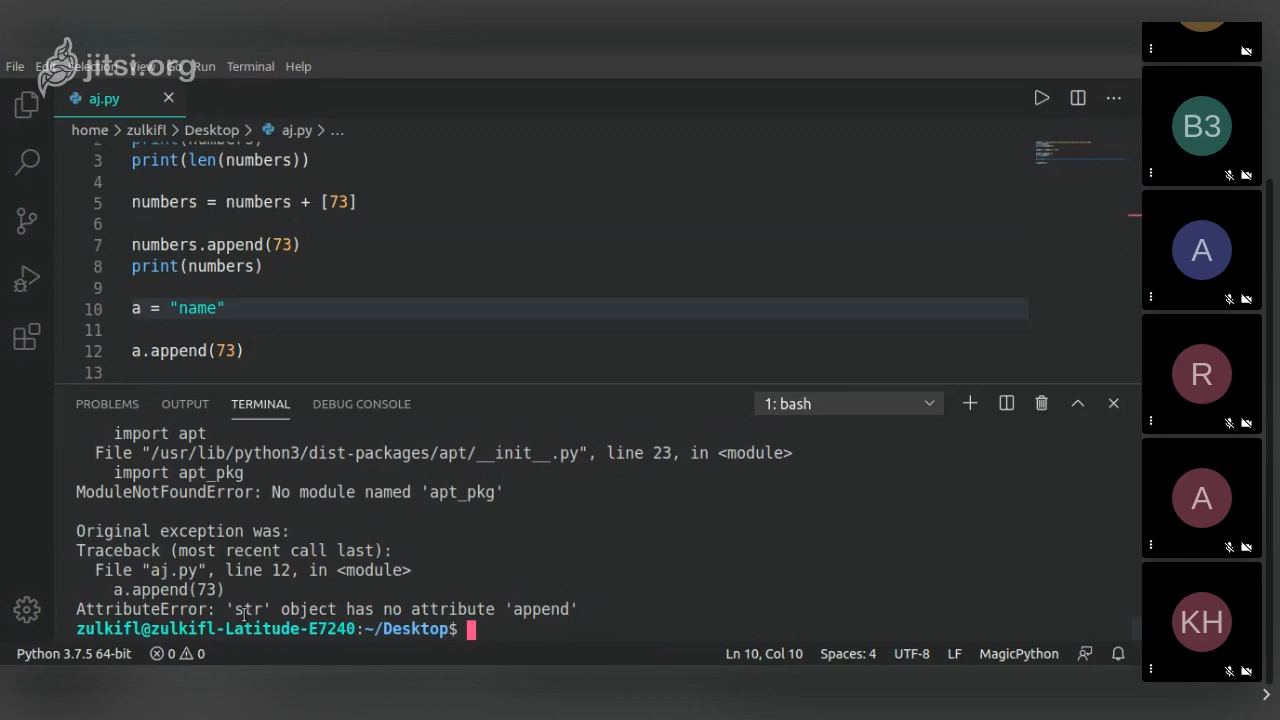 jitsi.org
File Edit Selection View Go Run Terminal Help
aj.py
home > zulkifl > Desktop > aj.py > ...
2 print(numbers)
3 print(len(numbers))
4
5 numbers = numbers + [73]
6
7 numbers.append(73)
8 print(numbers)
9
10 a = "name"
11
12 a.append(73)
13
PROBLEMS OUTPUT TERMINAL DEBUG CONSOLE 1: bash
import apt
File "/usr/lib/python3/dist-packages/apt/__init__.py", line 23, in <module>
import apt_pkg
ModuleNotFoundError: No module named 'apt_pkg'
Original exception was:
Traceback (most recent call last):
File "aj.py", line 12, in <module>
a.append(73)
AttributeError: 'str' object has no attribute 'append'
zulkifl@zulkifl-Latitude-E7240:~/Desktop$
Python 3.7.5 64-bit 0 0 Ln 10, Col 10 Spaces: 4 UTF-8 LF MagicPython
B3
A
R
A
KH